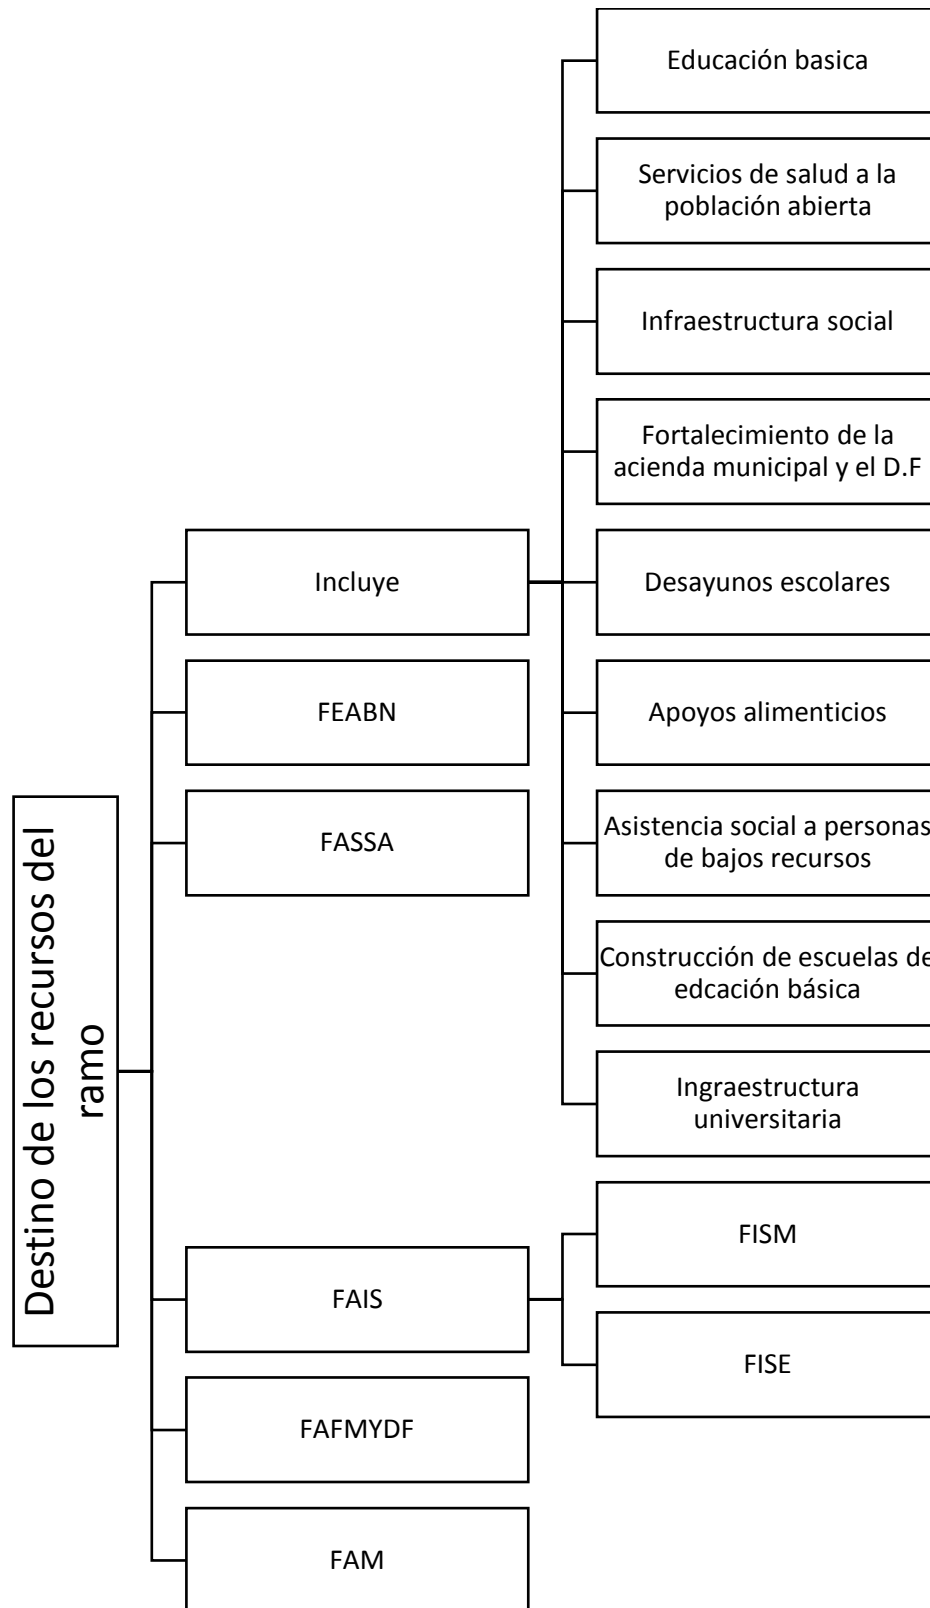 Destino de los recursos del
ramo
Incluye
Educación basica
Servicios de salud a la
población abierta
Infraestructura social
Fortalecimiento de la
acienda municipal y el D.F
Desayunos escolares
Apoyos alimenticios
Asistencia social a personas
de bajos recursos
Construcción de escuelas de
edcación básica
Ingraestructura
universitaria
FEABN
FASSA
FAIS
FISM
FISE
FAFMYDF
FAM